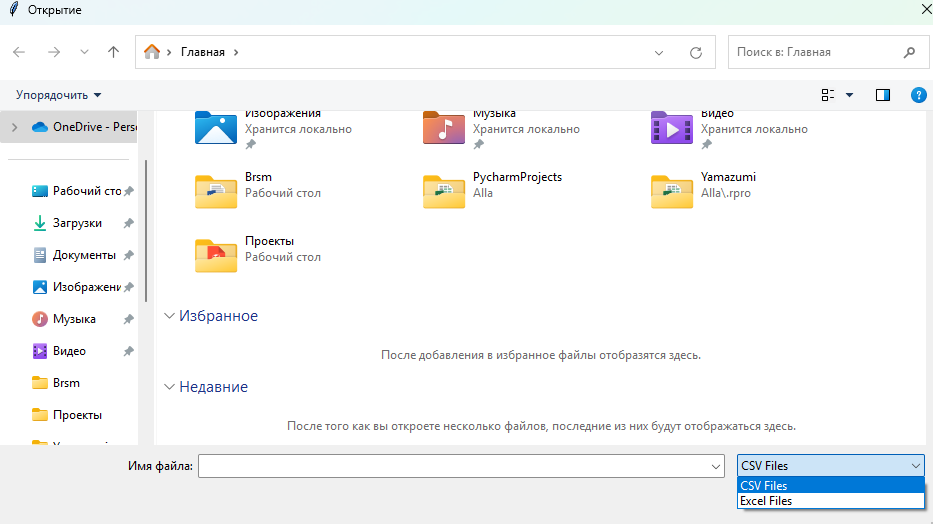 Открытие
Главная
Поиск в: Главная
Упорядочить
OneDrive - Pers
Рабочий сто
Загрузки
Документы
Изображени
Музыка
Видео
Brsm
Проекты
Изображения
Хранится локально
Музыка
Хранится локально
Видео
Хранится локально
Brsm
Рабочий стол
PycharmProjects
Alla
Yamazumi
Alla\.rpro
Проекты
Рабочий стол
Избранное
После добавления в избранное файлы отобразятся здесь.
Недавние
После того как вы откроете несколько файлов, последние из них будут отображаться здесь.
Имя файла:
CSV Files
CSV Files
Excel Files